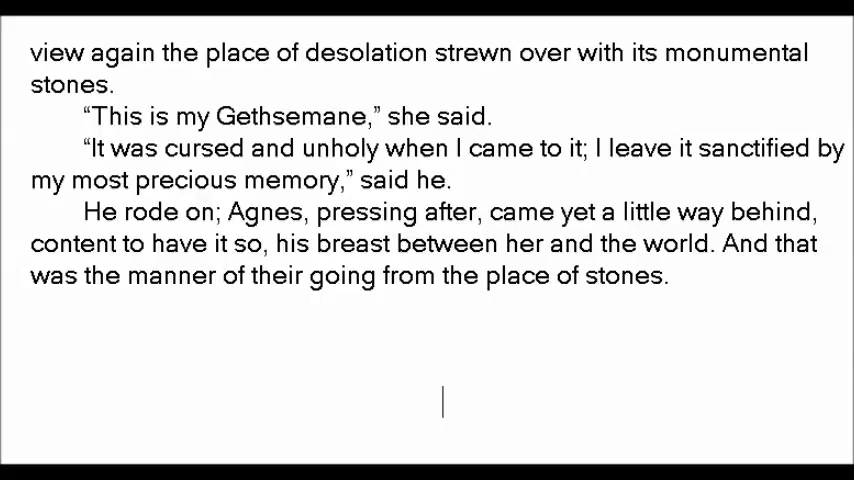 view again the place of desolation strewn over with its monumental
stones.
“This is my Gethsemane,” she said.
“It was cursed and unholy when I came to it; I leave it sanctified by
my most precious memory,” said he.
He rode on; Agnes, pressing after, came yet a little way behind,
content to have it so, his breast between her and the world. And that
was the manner of their going from the place of stones.